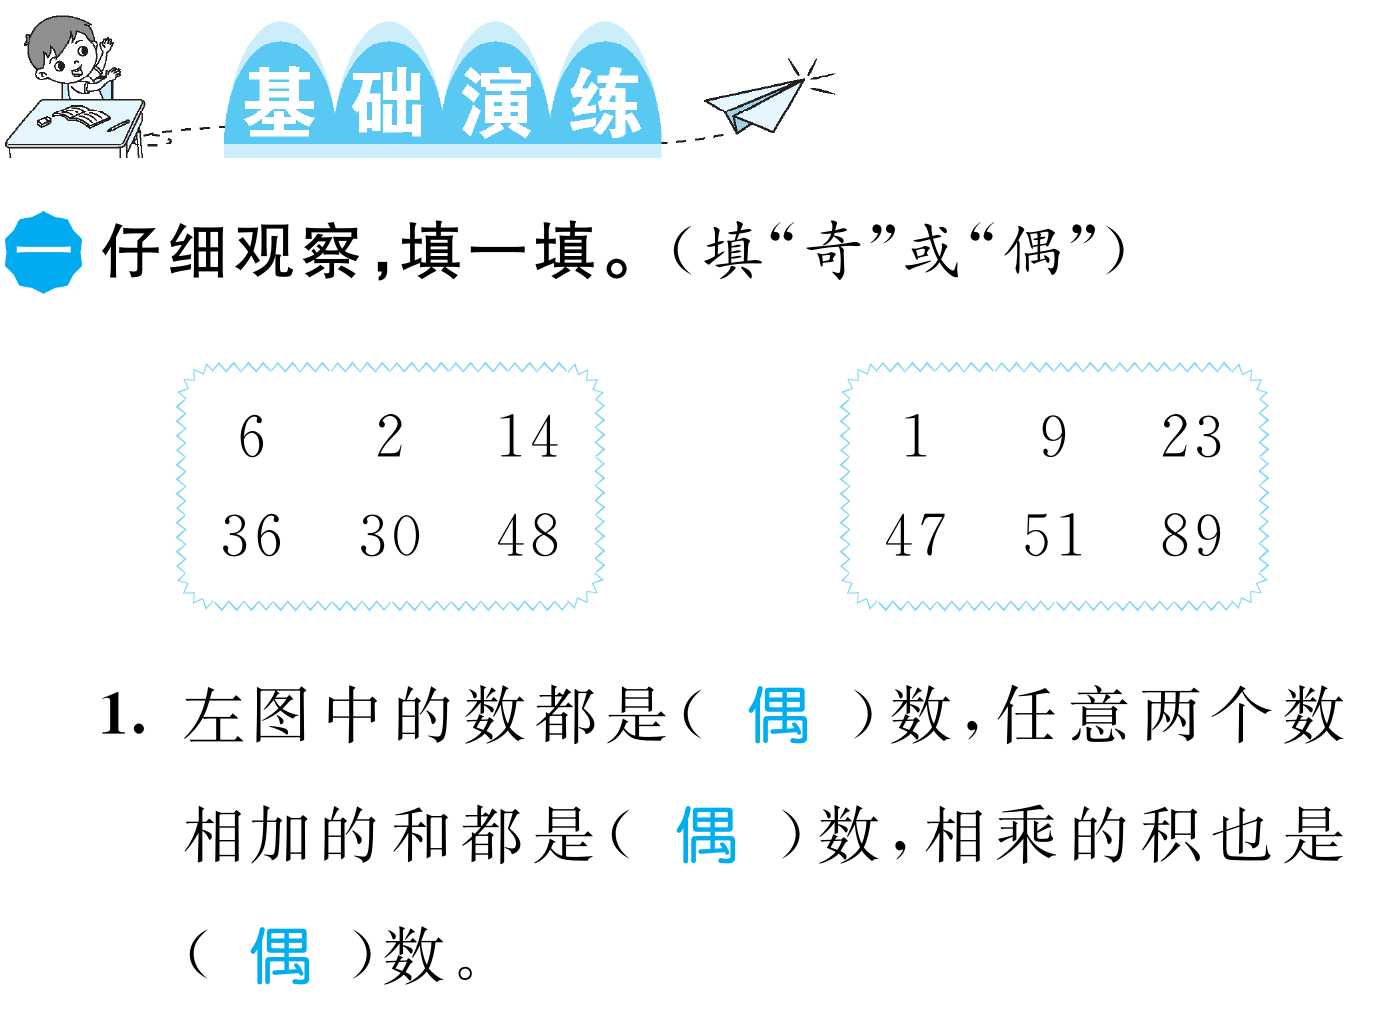 基础演练
一 仔细观察,填一填。(填“奇”或“偶”)
6 2 14
36 30 48
1 9 23
47 51 89
1. 左图中的数都是( 偶 )数,任意两个数
相加的和都是( 偶 )数,相乘的积也是
( 偶 )数。